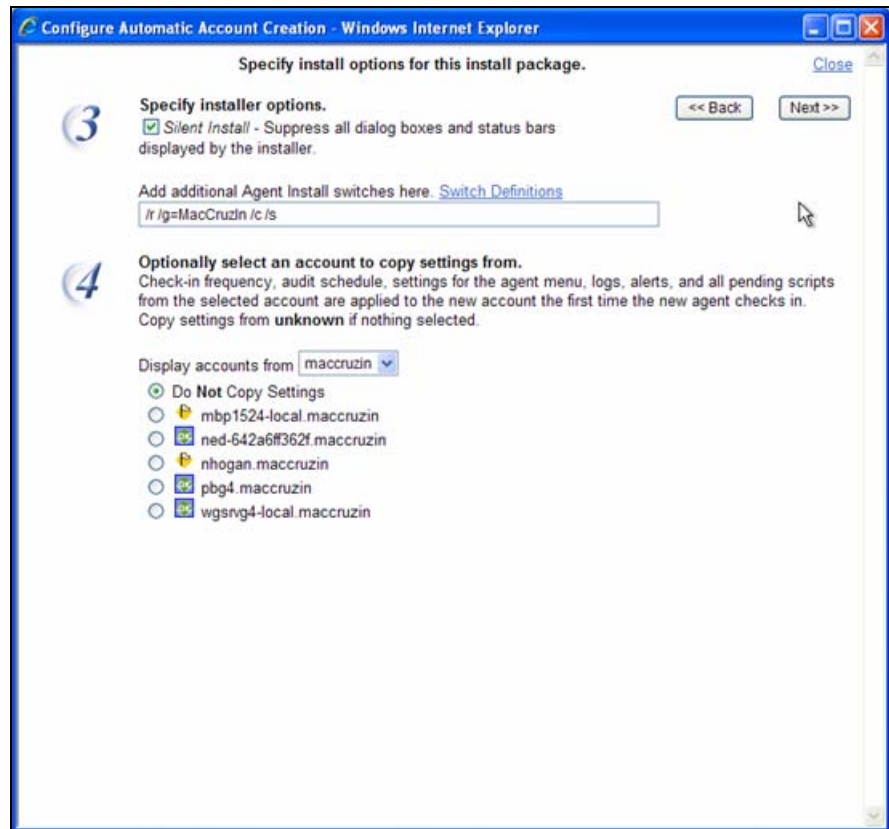 Configure Automatic Account Creation - Windows Internet Explorer
Specify install options for this install package.
Close
3
Specify installer options.
<< Back
Next >>
Silent Install - Suppress all dialog boxes and status bars
displayed by the installer.
Add additional Agent Install switches here. Switch Definitions
/r /g=MacCruzIn /c /s
4
Optionally select an account to copy settings from.
Check-in frequency, audit schedule, settings for the agent menu, logs, alerts, and all pending scripts
from the selected account are applied to the new account the first time the new agent checks in.
Copy settings from unknown if nothing selected.
Display accounts from maccruzin
Do Not Copy Settings
mbp1524-local.maccruzin
ned-642a6ff362f.maccruzin
nhogan.maccruzin
pbg4.maccruzin
wgsrvg4-local.maccruzin